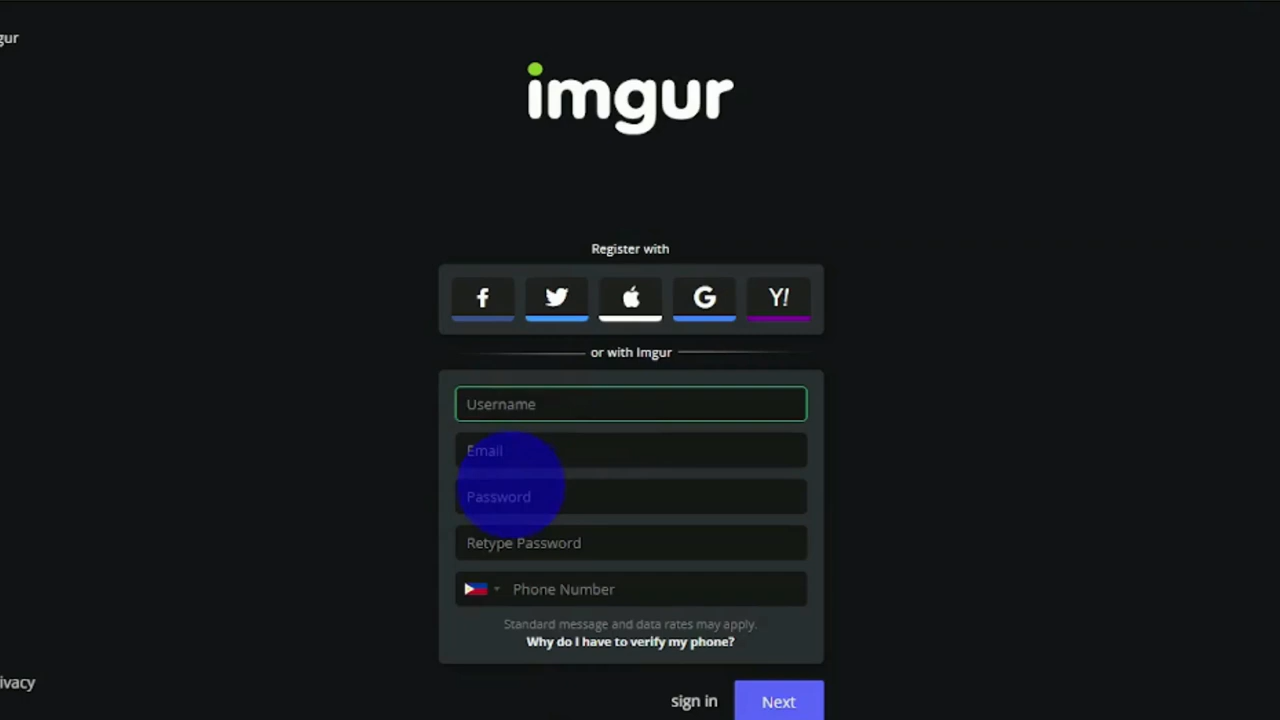 gur
imgur
Register with
Y!
or with Imgur
Username
Email
Password
Retype Password
Phone Number
Standard message and data rates may apply.
Why do I have to verify my phone?
ivacy
sign in
Next